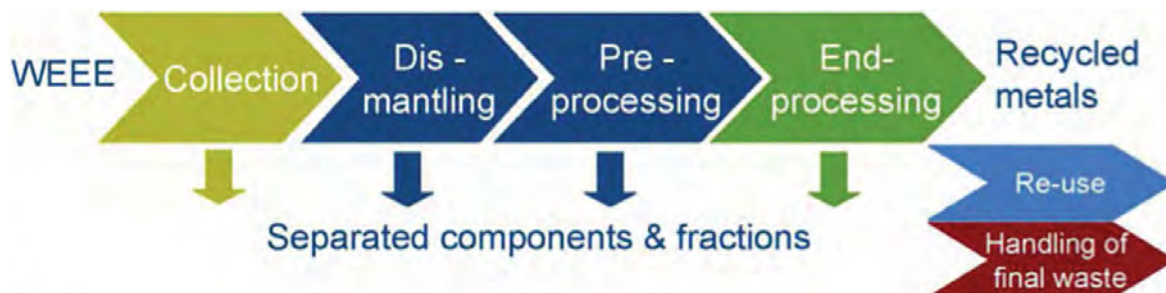 WEEE
Collection
Dis -
mantling
Pre -
processing
End-
processing
Recycled
metals
Separated components & fractions
Re-use
Handling of
final waste